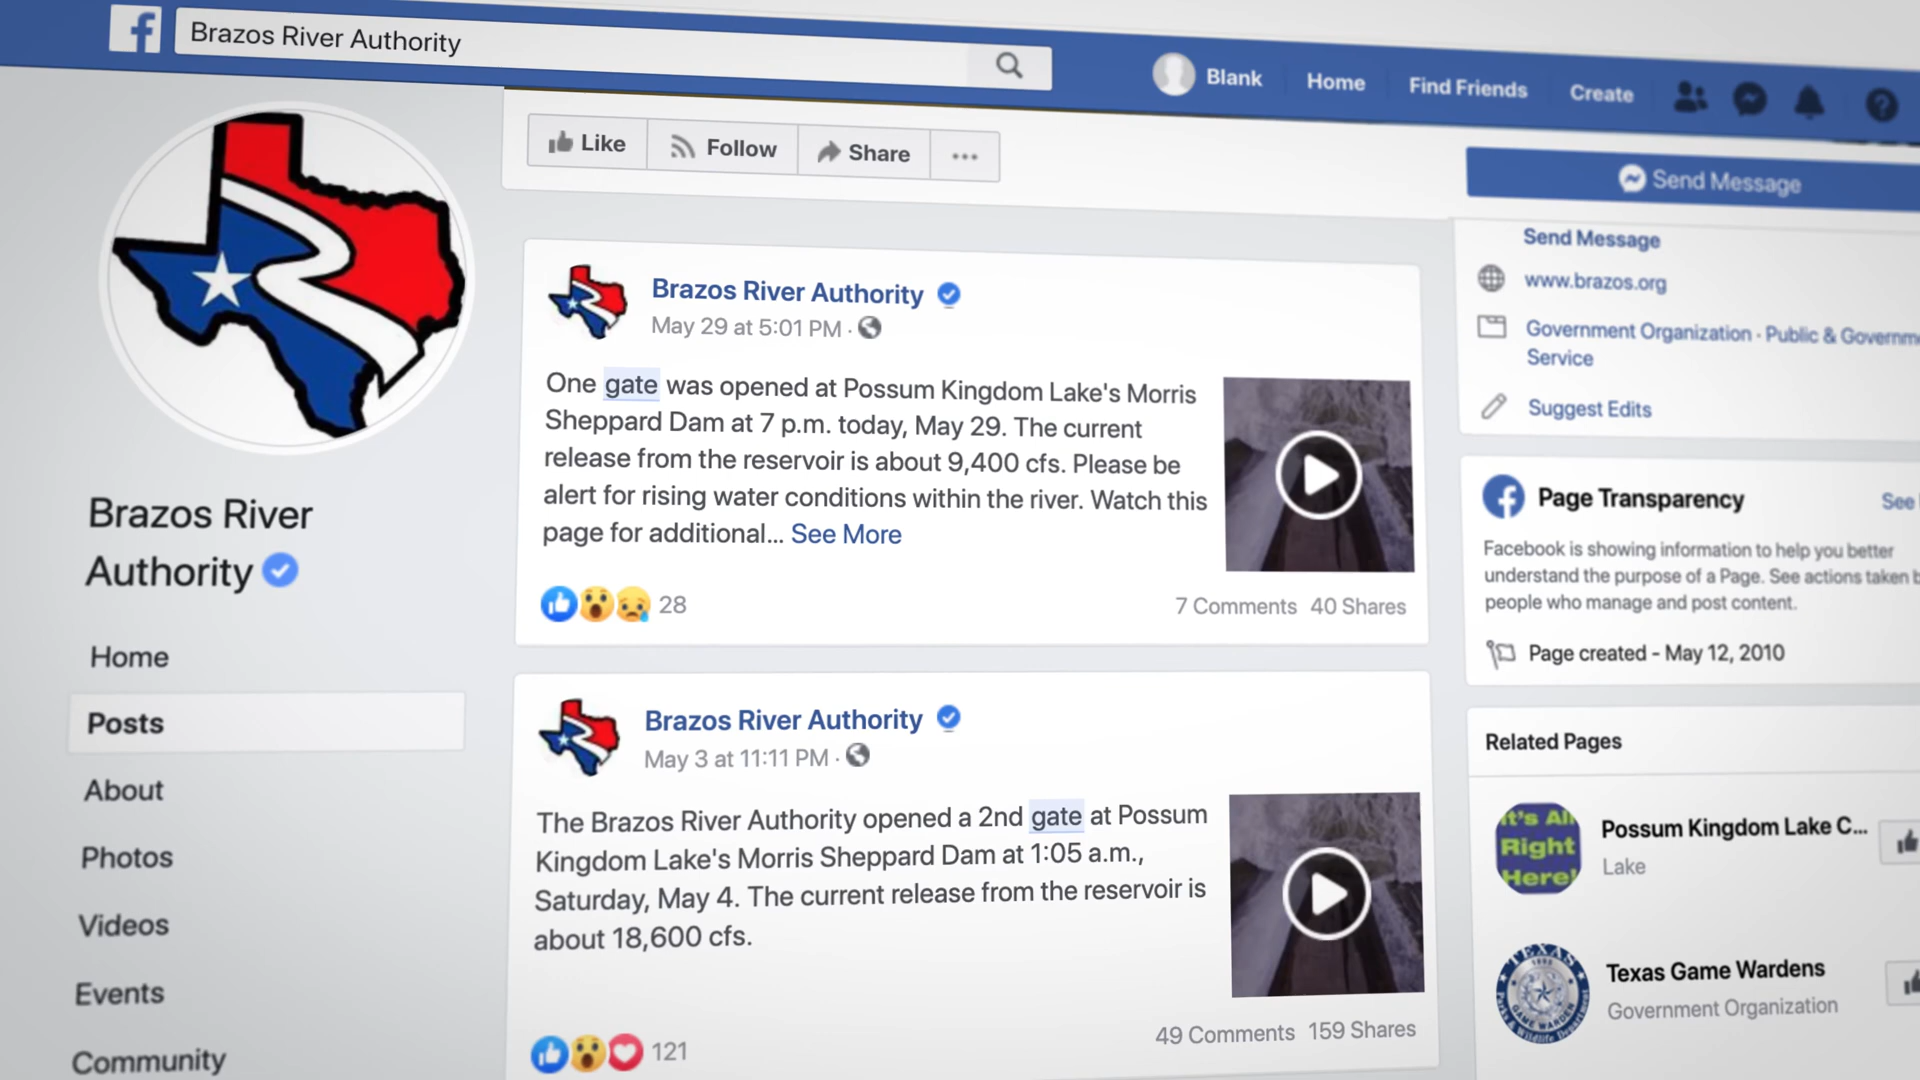 Brazos River Authority
Blank
Home
Find Friends
Create
Like
Follow
Share
Send Message
Brazos River
Authority
Home
Posts
About
Photos
Videos
Events
Community
Brazos River Authority
May 29 at 5:01 PM ·
One gate was opened at Possum Kingdom Lake's Morris
Sheppard Dam at 7 p.m. today, May 29. The current
release from the reservoir is about 9,400 cfs. Please be
alert for rising water conditions within the river. Watch this
page for additional... See More
28
7 Comments 40 Shares
Brazos River Authority
May 3 at 11:11 PM ·
The Brazos River Authority opened a 2nd gate at Possum
Kingdom Lake's Morris Sheppard Dam at 1:05 a.m.,
Saturday, May 4. The current release from the reservoir is
about 18,600 cfs.
121
49 Comments 159 Shares
Send Message
www.brazos.org
Government Organization · Public & Governme
Service
Suggest Edits
Page Transparency
See
Facebook is showing information to help you better
understand the purpose of a Page. See actions taken b
people who manage and post content.
Page created - May 12, 2010
Related Pages
It's All
Right
Here!
Possum Kingdom Lake C...
Lake
TEXAS
GAME WARDEN
Texas Game Wardens
Government Organization